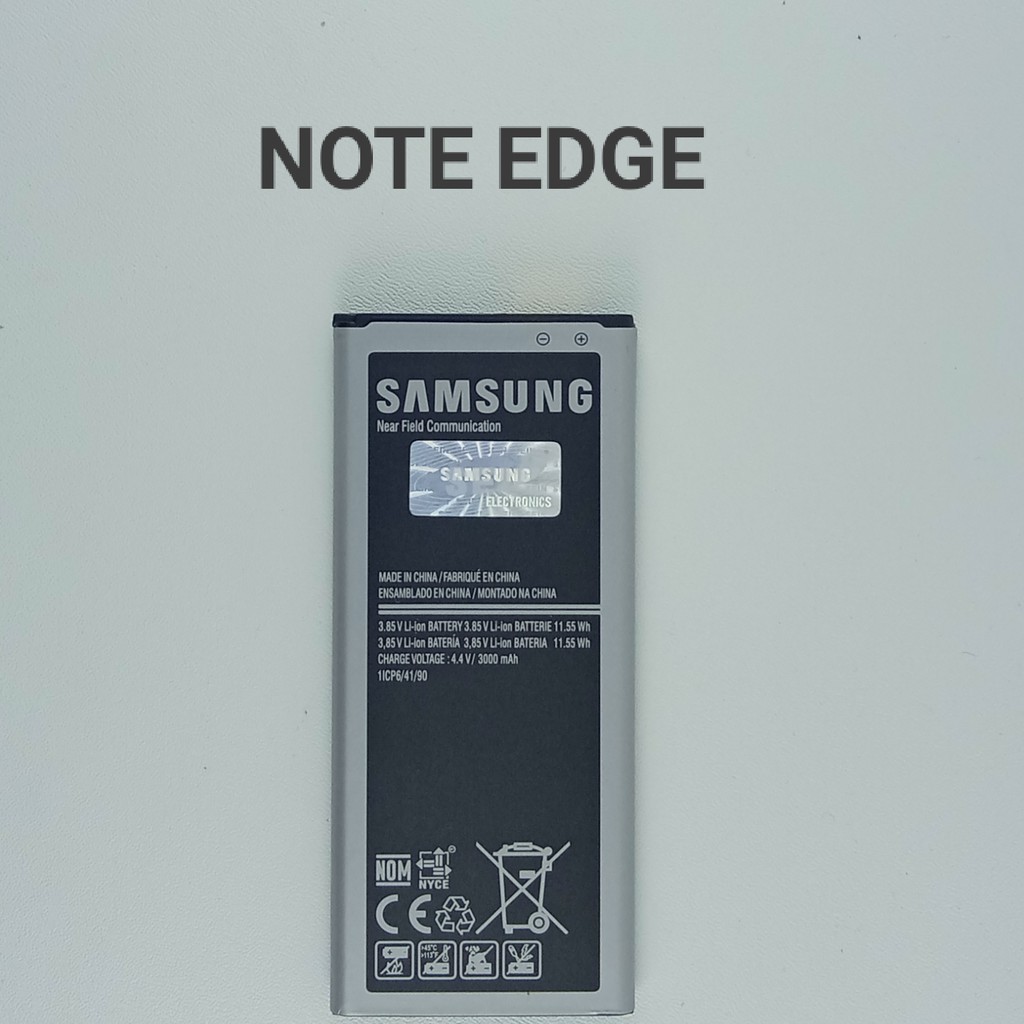 NOTE EDGE
SAMSUNG
Near Field Communication
SAMSUNG
ELECTRONICS
MADE IN CHINA / FABRIQUÉ EN CHINA
ENSAMBLADO EN CHINA / MONTADO NA CHINA
3.85 V Li-ion BATTERY 3.85 V Li-ion BATTERIE 11.55 Wh
3,85 V Li-ion BATERÍA 3,85 V Li-ion BATERIA 11.55 Wh
CHARGE VOLTAGE : 4.4 V / 3000 mAh
1ICP6/41/90
NOM
NYCE
CE
>45°C
>113°F